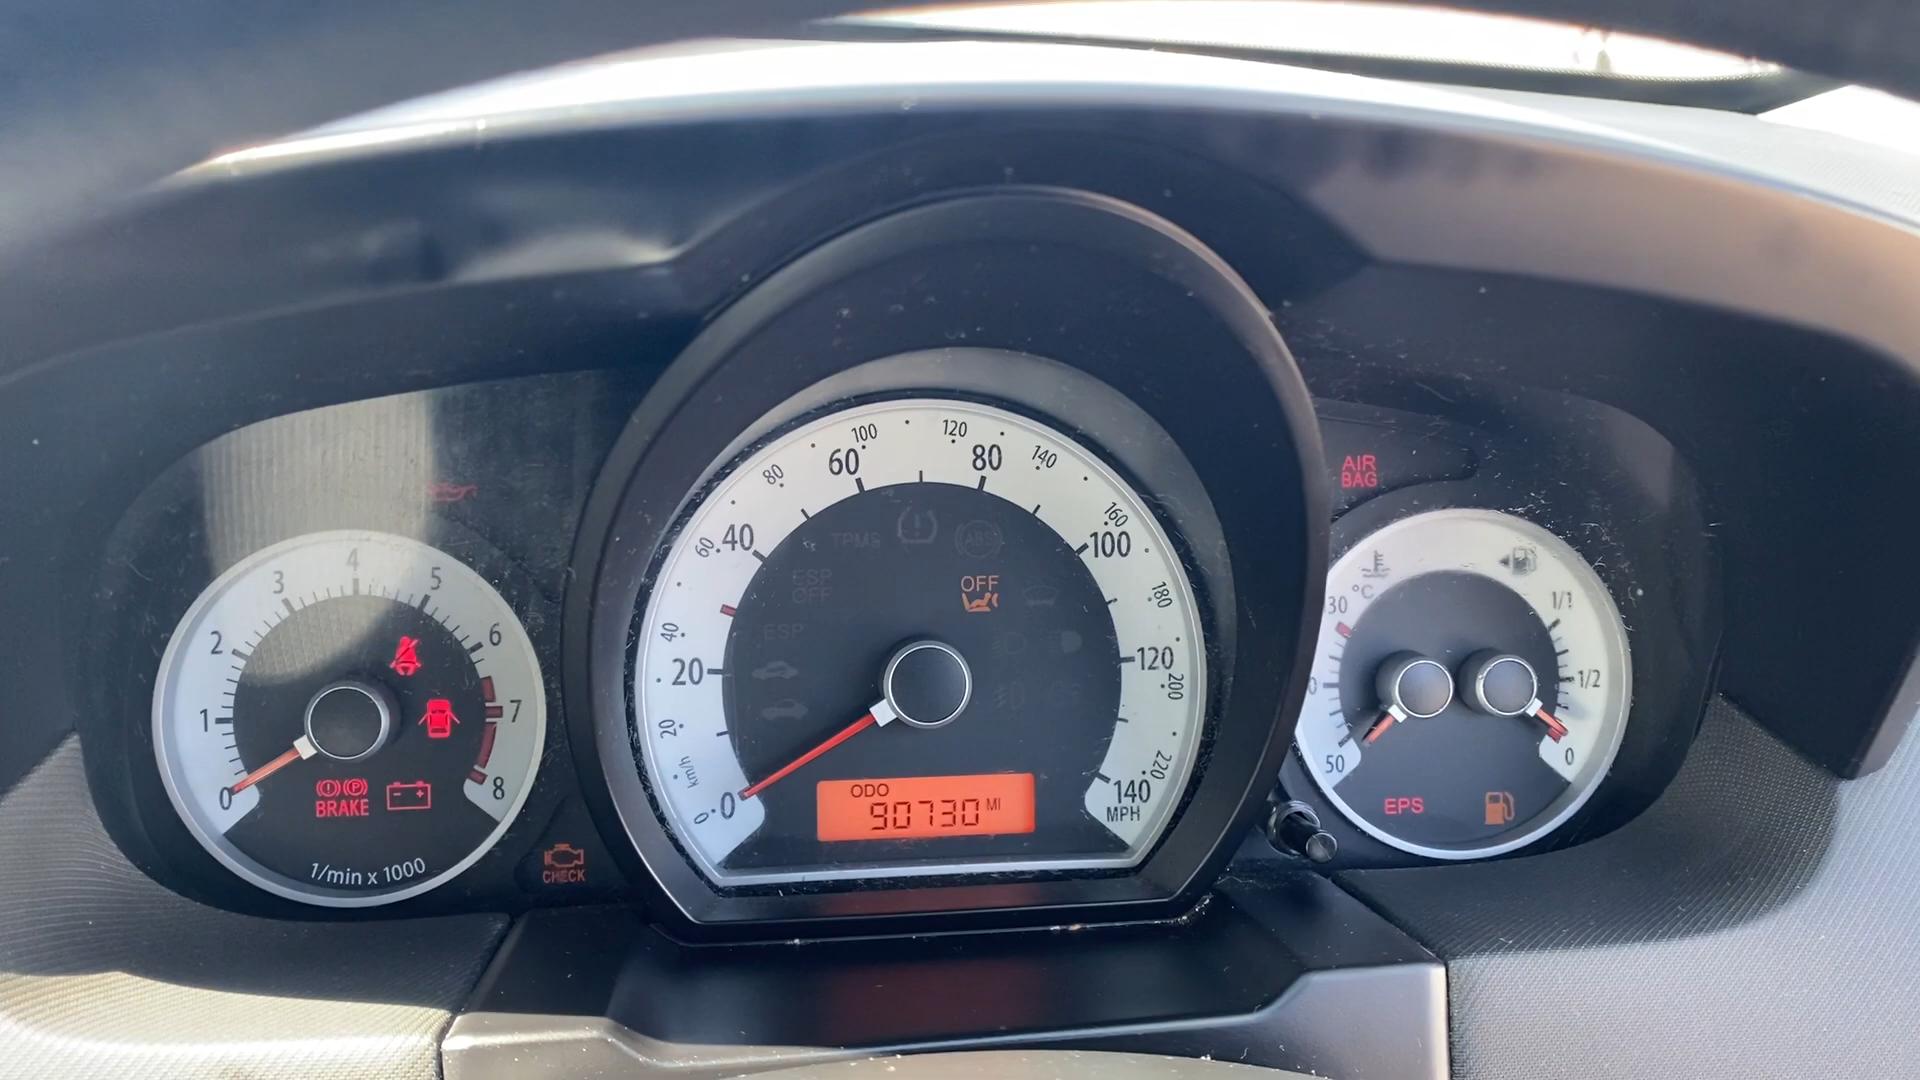 0
1
2
3
4
5
6
7
8
BRAKE
1/min x 1000
CHECK
0
20
40
60
80
100
120
140
MPH
0
20
40
60
80
100
120
140
160
180
200
220
km/h
TPMS
ABS
ESP
OFF
ESP
OFF
ODO
90730 MI
AIR
BAG
°C
50
1/1
1/2
0
EPS